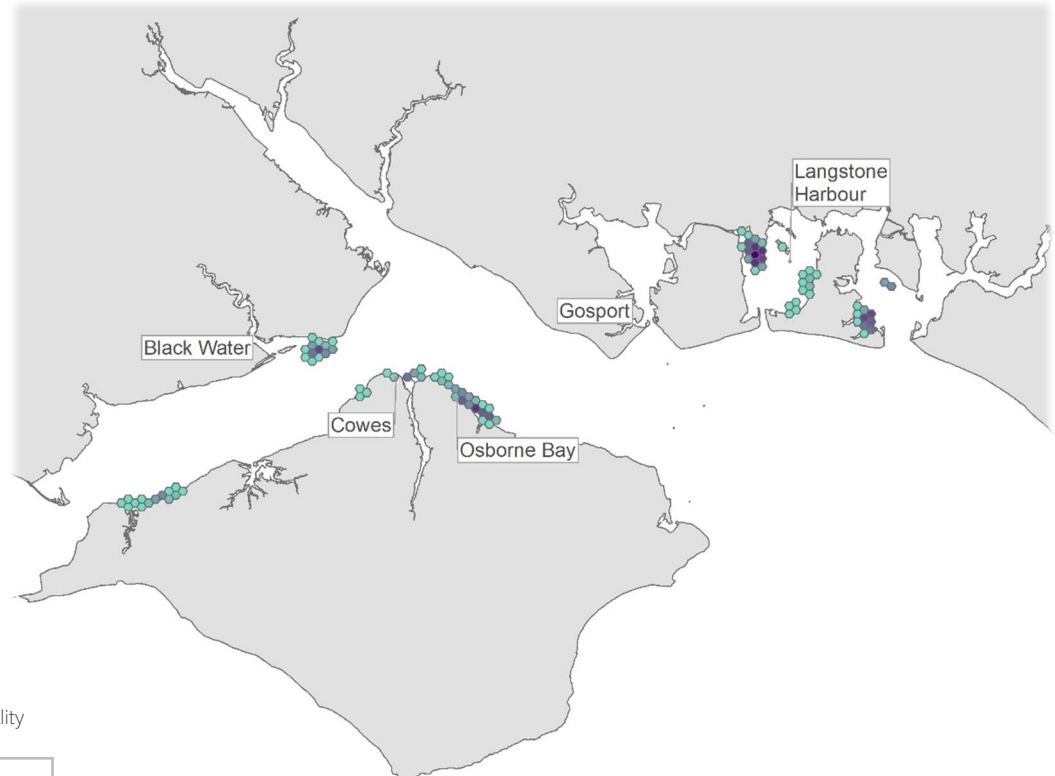 Langstone
Harbour
Gosport
Black Water
Cowes
Osborne Bay
lity